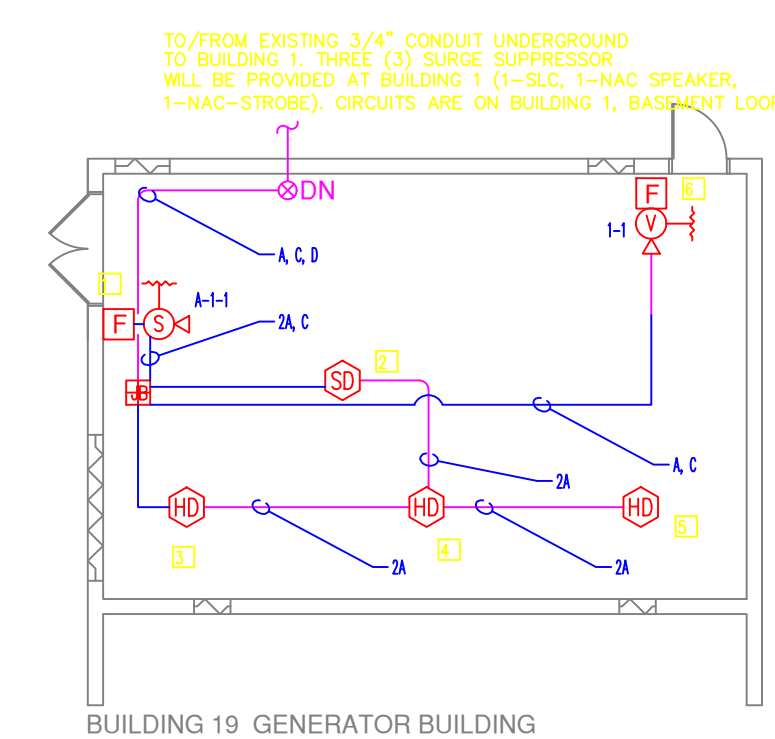 TO/FROM EXISTING 3/4" CONDUIT UNDERGROUND
TO BUILDING 1. THREE (3) SURGE SUPPRESSOR
WILL BE PROVIDED AT BUILDING 1 (1-SLC, 1-NAC SPEAKER,
1-NAC-STROBE). CIRCUITS ARE ON BUILDING 1, BASEMENT LOOP
DN
F
6
1-1
V
A, C, D
1
A-1-1
F
S
2A, C
2
SD
JB
A, C
2A
HD
HD
HD
3
4
5
2A
2A
BUILDING 19 GENERATOR BUILDING